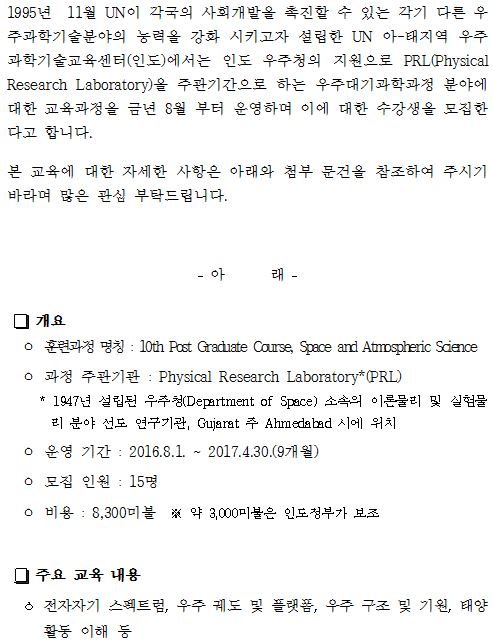 1995년 11월 UN이 각국의 사회개발을 촉진할 수 있는 각기 다른 우
주과학기술분야의 능력을 강화 시키고자 설립한 UN 아-태지역 우주
과학기술교육센터(인도)에서는 인도 우주청의 지원으로 PRL(Physical
Research Laboratory)을 주관기간으로 하는 우주대기과학과정 분야에
대한 교육과정을 금년 8월 부터 운영하며 이에 대한 수강생을 모집한
다고 합니다.
본 교육에 대한 자세한 사항은 아래와 첨부 문건을 참조하여 주시기
바라며 많은 관심 부탁드립니다.
- 아 래 -
❏ 개요
ㅇ 훈련과정 명칭 : 10th Post Graduate Course, Space and Atmospheric Science
ㅇ 과정 주관기관 : Physical Research Laboratory*(PRL)
* 1947년 설립된 우주청(Department of Space) 소속의 이론물리 및 실험물
리 분야 선도 연구기관, Gujarat 주 Ahmedabad 시에 위치
ㅇ 운영 기간 : 2016.8.1. ~ 2017.4.30.(9개월)
ㅇ 모집 인원 : 15명
ㅇ 비용 : 8,300미불 ※ 약 3,000미불은 인도정부가 보조
❏ 주요 교육 내용
ㅇ 전자자기 스펙트럼, 우주 궤도 및 플랫폼, 우주 구조 및 기원, 태양
활동 이해 등